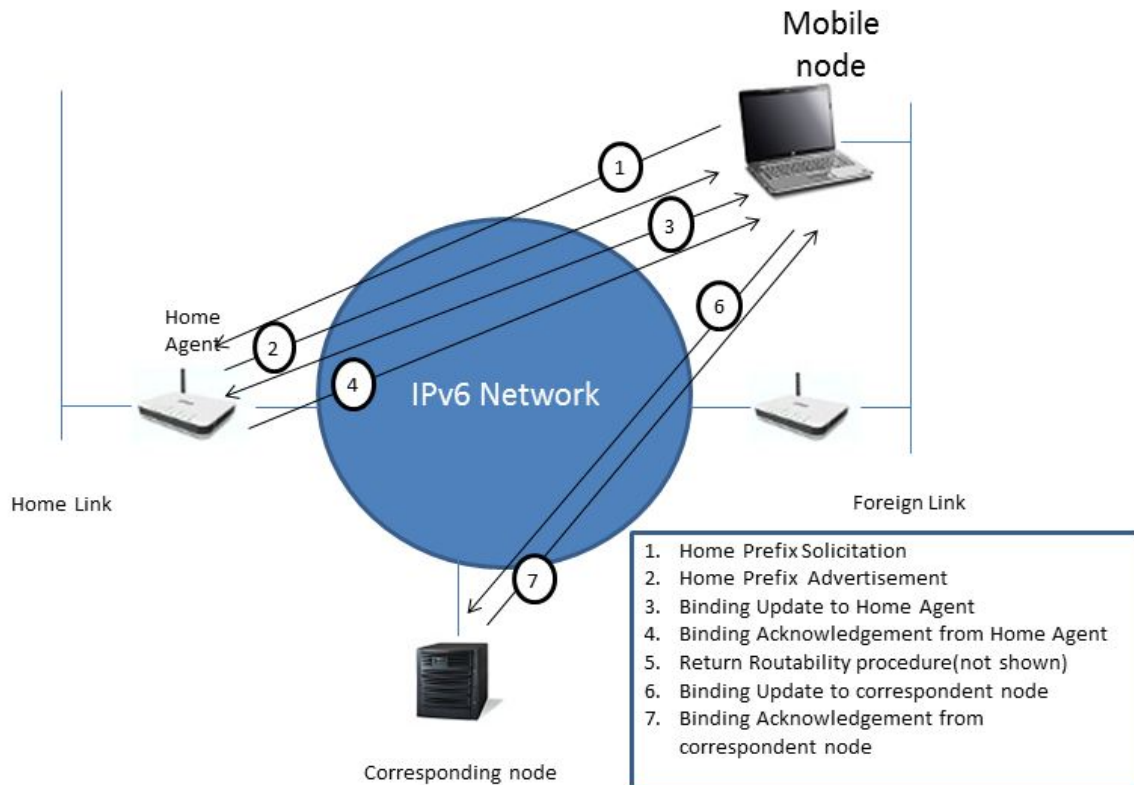 Mobile
node
1
3
6
Home
Agent
2
4
IPv6 Network
Home Link
Foreign Link
7
Corresponding node
1. Home Prefix Solicitation
2. Home Prefix Advertisement
3. Binding Update to Home Agent
4. Binding Acknowledgement from Home Agent
5. Return Routability procedure(not shown)
6. Binding Update to correspondent node
7. Binding Acknowledgement from
correspondent node